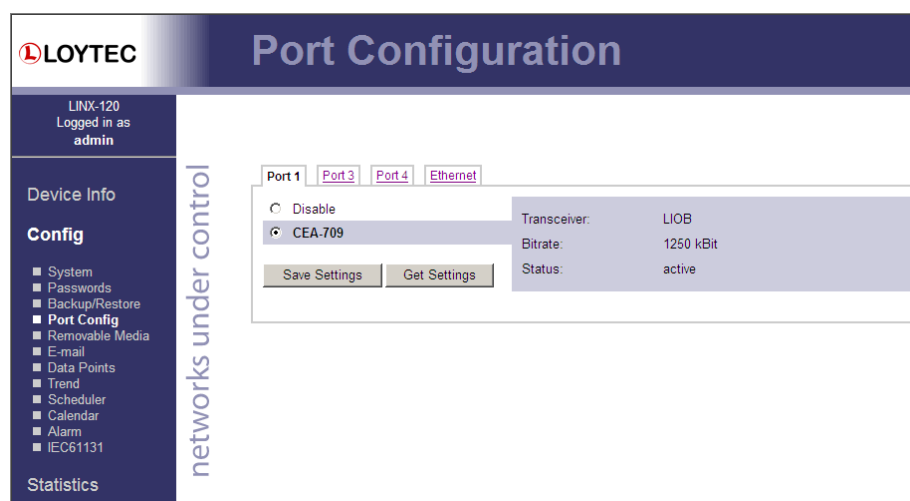 LOYTEC
Port Configuration
LINX-120
Logged in as
admin
Device Info
Config
System
Passwords
Backup/Restore
Port Config
Removable Media
E-mail
Data Points
Trend
Scheduler
Calendar
Alarm
IEC61131
Statistics
networks under control
Port 1 Port 3 Port 4 Ethernet
Disable
CEA-709
Save Settings Get Settings
Transceiver: LIOB
Bitrate: 1250 kBit
Status: active